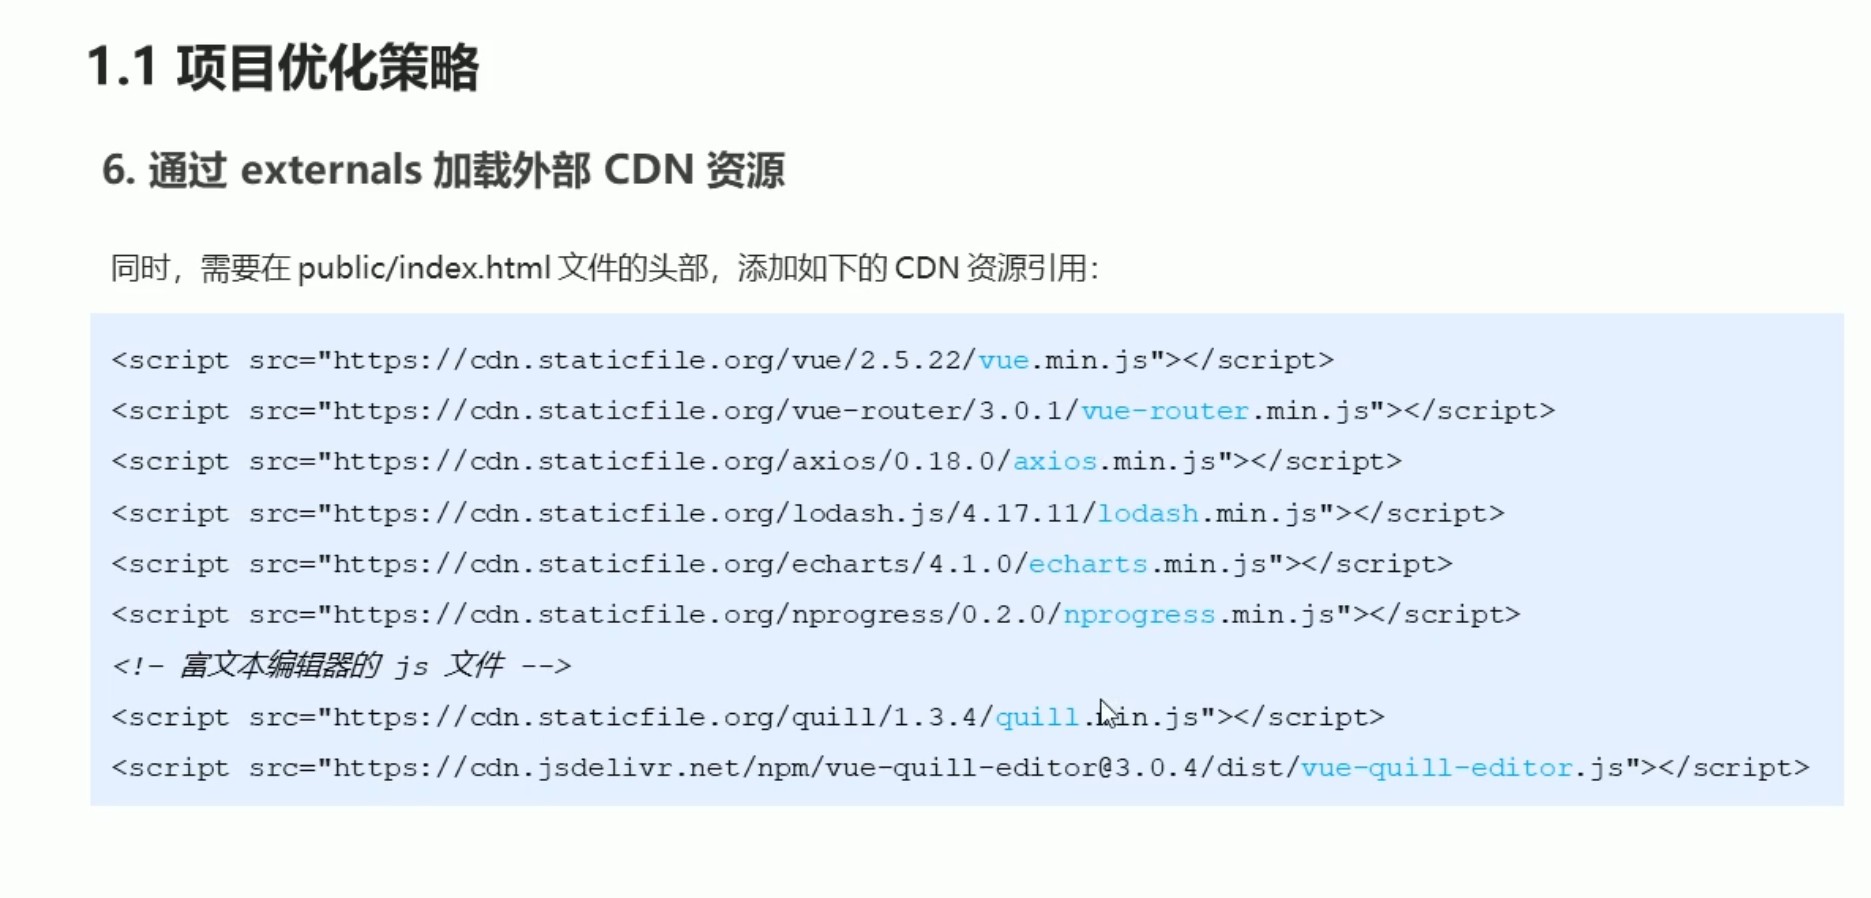 1.1 项目优化策略
6. 通过 externals 加载外部 CDN 资源
同时，需要在 public/index.html 文件的头部，添加如下的 CDN 资源引用：
<script src="https://cdn.staticfile.org/vue/2.5.22/vue.min.js"></script>
<script src="https://cdn.staticfile.org/vue-router/3.0.1/vue-router.min.js"></script>
<script src="https://cdn.staticfile.org/axios/0.18.0/axios.min.js"></script>
<script src="https://cdn.staticfile.org/lodash.js/4.17.11/lodash.min.js"></script>
<script src="https://cdn.staticfile.org/echarts/4.1.0/echarts.min.js"></script>
<script src="https://cdn.staticfile.org/nprogress/0.2.0/nprogress.min.js"></script>
<!– 富文本编辑器的 js 文件 -->
<script src="https://cdn.staticfile.org/quill/1.3.4/quill.min.js"></script>
<script src="https://cdn.jsdelivr.net/npm/vue-quill-editor@3.0.4/dist/vue-quill-editor.js"></script>